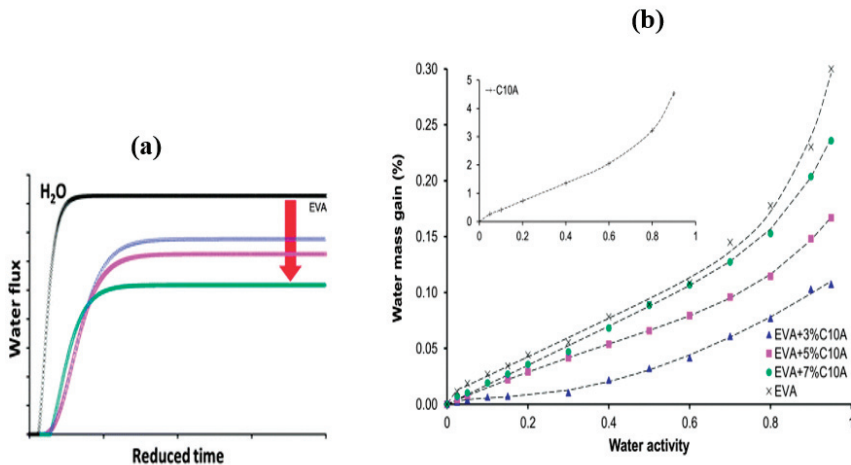 (a)
H₂O
EVA
Water flux
Reduced time
(b)
0.30
0.25
0.20
0.15
0.10
0.05
0.00
Water mass gain (%)
0 0.2 0.4 0.6 0.8 1
Water activity
C10A
5
4
3
2
1
0
0 0.2 0.4 0.6 0.8 1
EVA+3%C10A
EVA+5%C10A
EVA+7%C10A
EVA